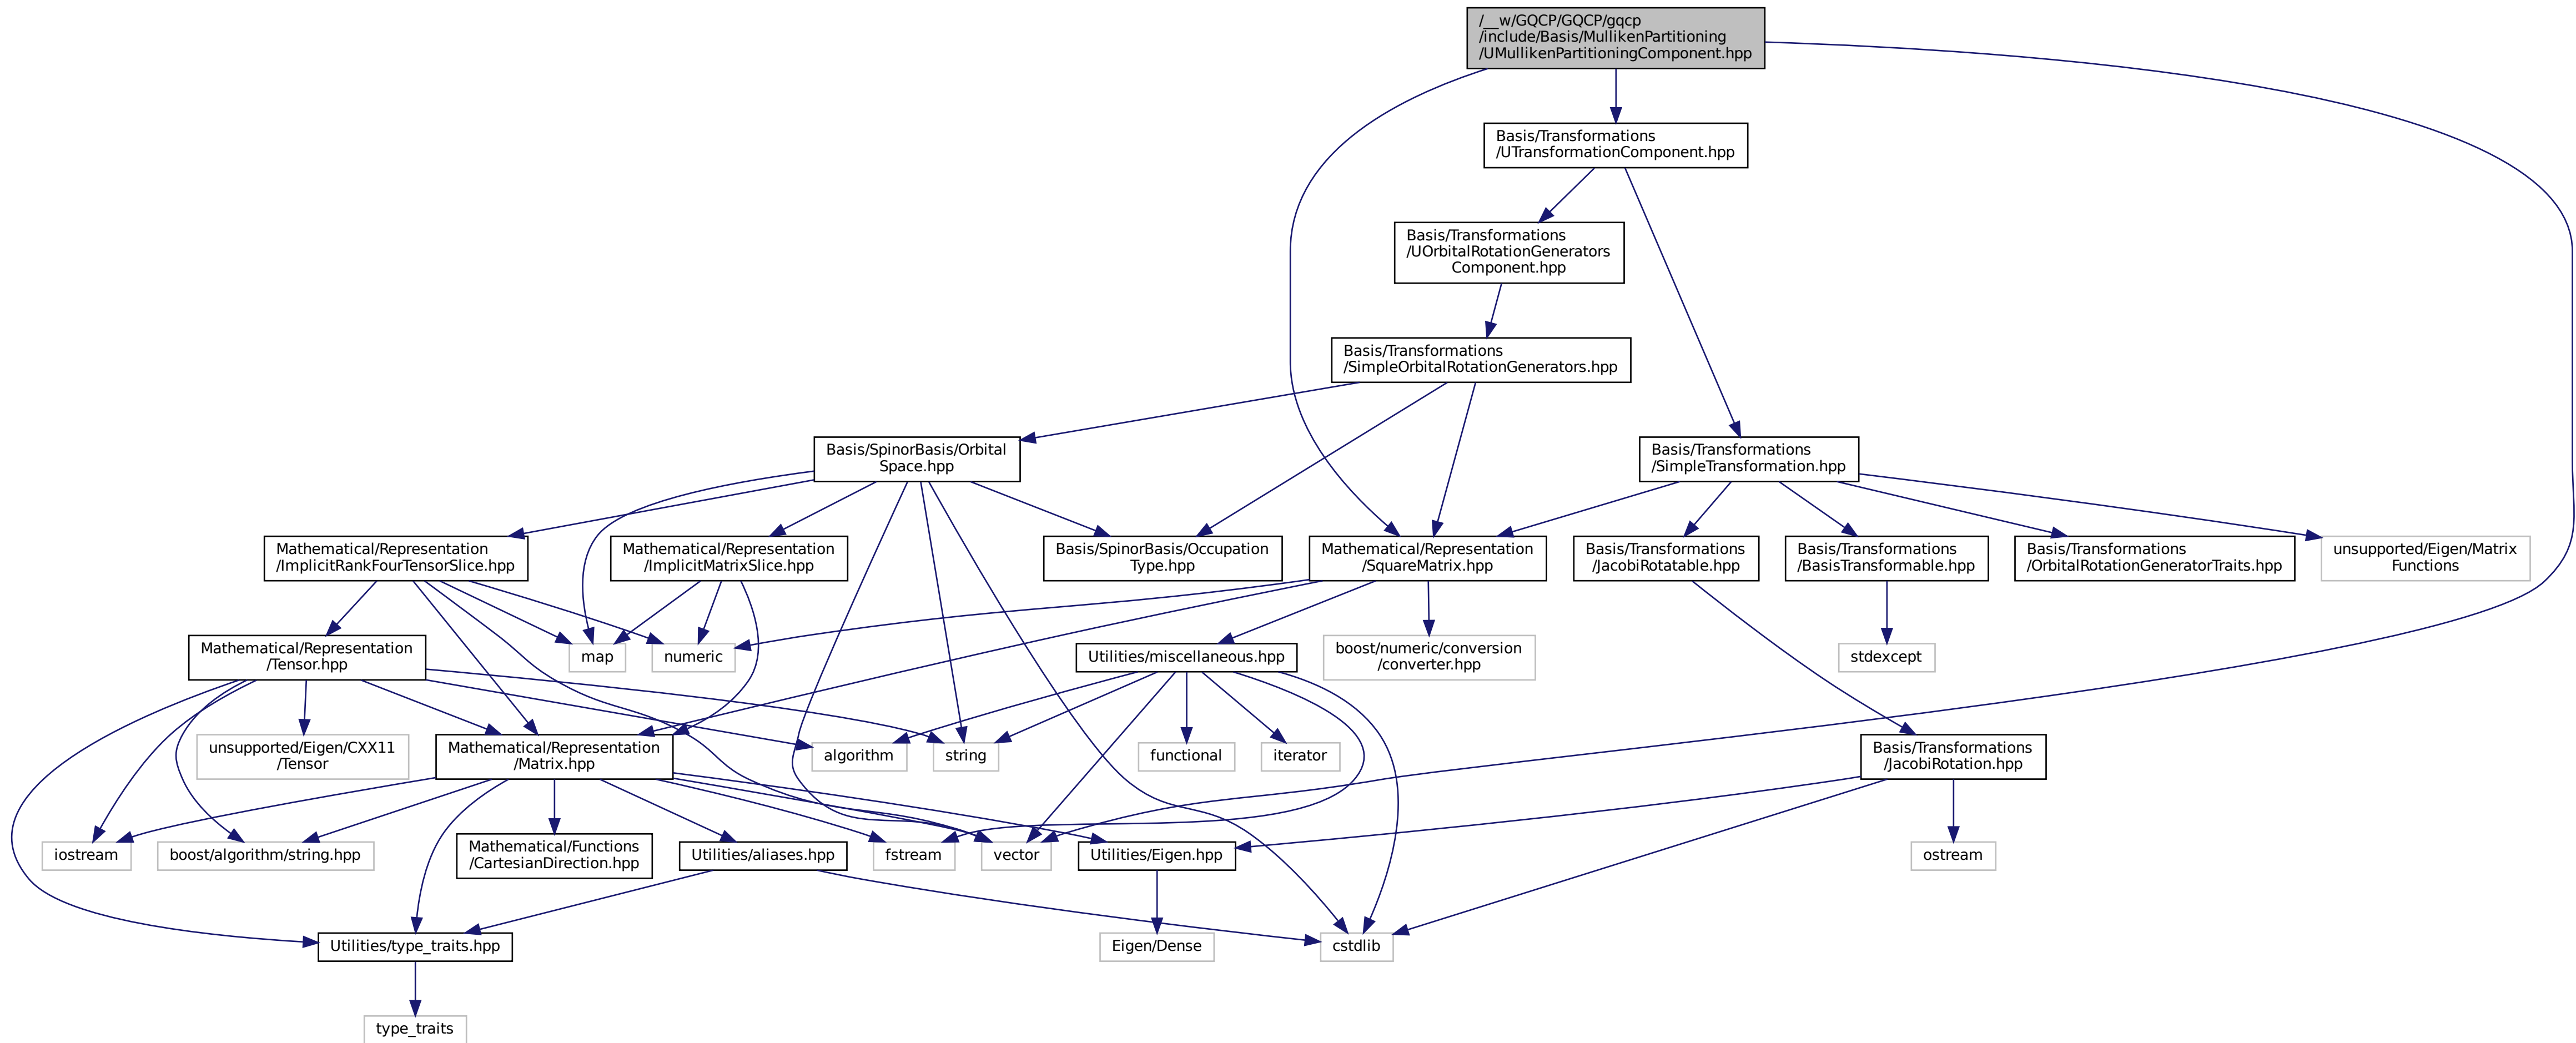 /__w/GQCP/GQCP/gqcp
/include/Basis/MullikenPartitioning
/UMullikenPartitioningComponent.hpp
Basis/Transformations
/UTransformationComponent.hpp
Basis/Transformations
/UOrbitalRotationGenerators
Component.hpp
Basis/Transformations
/SimpleOrbitalRotationGenerators.hpp
Basis/SpinorBasis/Orbital
Space.hpp
Basis/Transformations
/SimpleTransformation.hpp
Mathematical/Representation
/ImplicitRankFourTensorSlice.hpp
Mathematical/Representation
/ImplicitMatrixSlice.hpp
Basis/SpinorBasis/Occupation
Type.hpp
Mathematical/Representation
/SquareMatrix.hpp
Basis/Transformations
/JacobiRotatable.hpp
Basis/Transformations
/BasisTransformable.hpp
Basis/Transformations
/OrbitalRotationGeneratorTraits.hpp
unsupported/Eigen/Matrix
Functions
Mathematical/Representation
/Tensor.hpp
map
numeric
Utilities/miscellaneous.hpp
boost/numeric/conversion
/converter.hpp
stdexcept
unsupported/Eigen/CXX11
/Tensor
Mathematical/Representation
/Matrix.hpp
algorithm
string
functional
iterator
Basis/Transformations
/JacobiRotation.hpp
iostream
boost/algorithm/string.hpp
Mathematical/Functions
/CartesianDirection.hpp
Utilities/aliases.hpp
fstream
vector
Utilities/Eigen.hpp
ostream
Utilities/type_traits.hpp
Eigen/Dense
cstdlib
type_traits